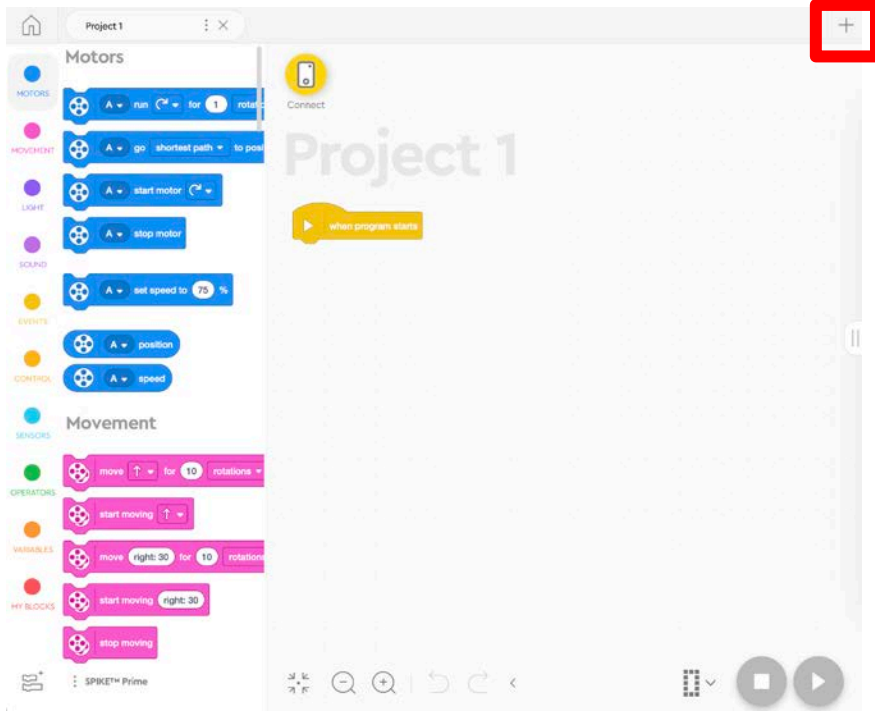 Project 1
MOTORS
MOVEMENT
LIGHT
SOUND
EVENTS
CONTROL
SENSORS
OPERATORS
VARIABLES
MY BLOCKS
Motors
A run for 1
A go shortest path to
A start motor
A stop motor
A set speed to 75 %
A position
A speed
Movement
move for 10 rotations
start moving
move right: 30 for 10
start moving right: 30
stop moving
SPIKE™ Prime
Connect
Project 1
when program starts